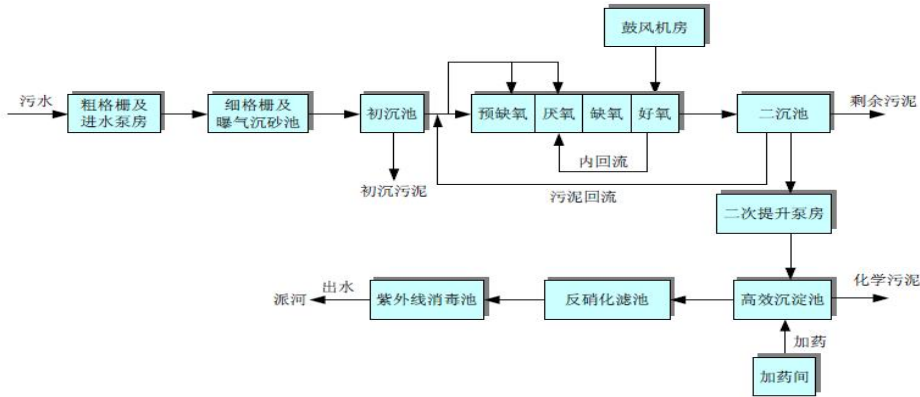 鼓风机房
污水
粗格栅及
进水泵房
细格栅及
曝气沉砂池
初沉池
预缺氧
厌氧
缺氧
好氧
二沉池
剩余污泥
内回流
初沉污泥
污泥回流
二次提升泵房
派河
出水
紫外线消毒池
反硝化滤池
高效沉淀池
化学污泥
加药
加药间